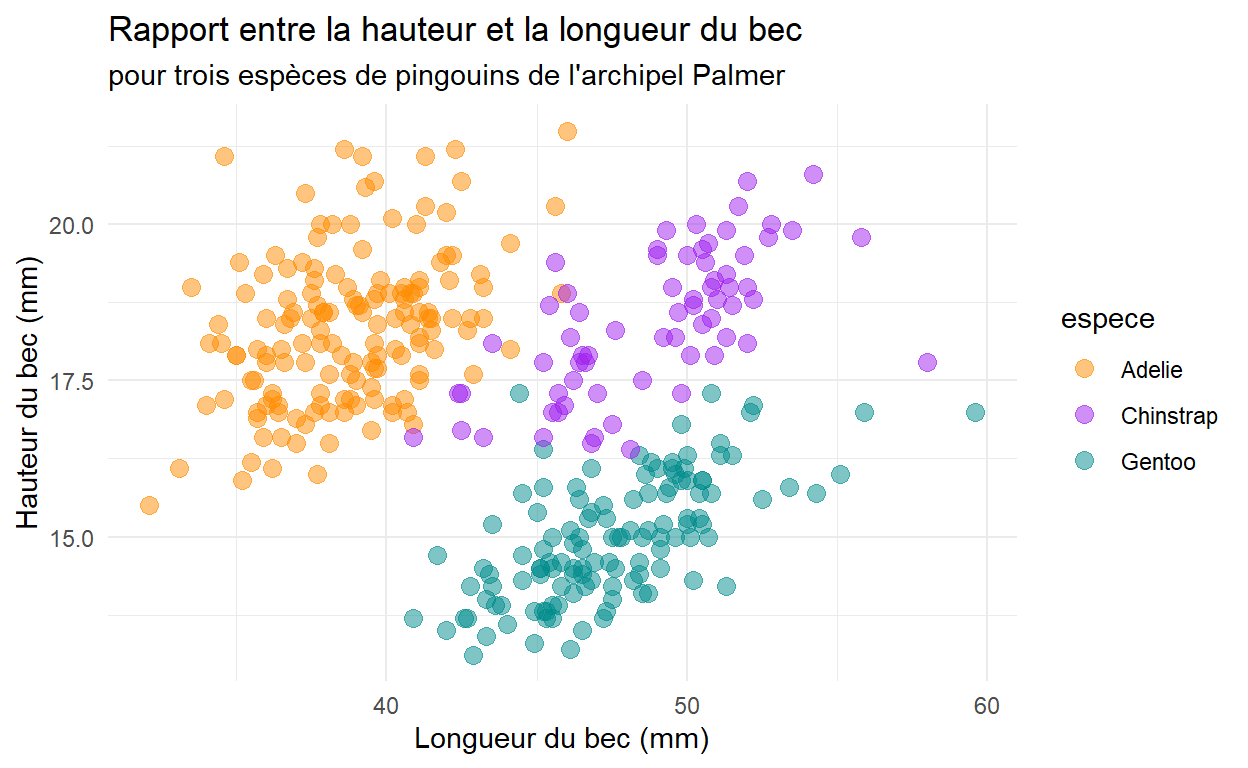 Rapport entre la hauteur et la longueur du bec
pour trois espèces de pingouins de l'archipel Palmer
Hauteur du bec (mm)
20.0
17.5
15.0
40
50
60
Longueur du bec (mm)
espece
Adelie
Chinstrap
Gentoo